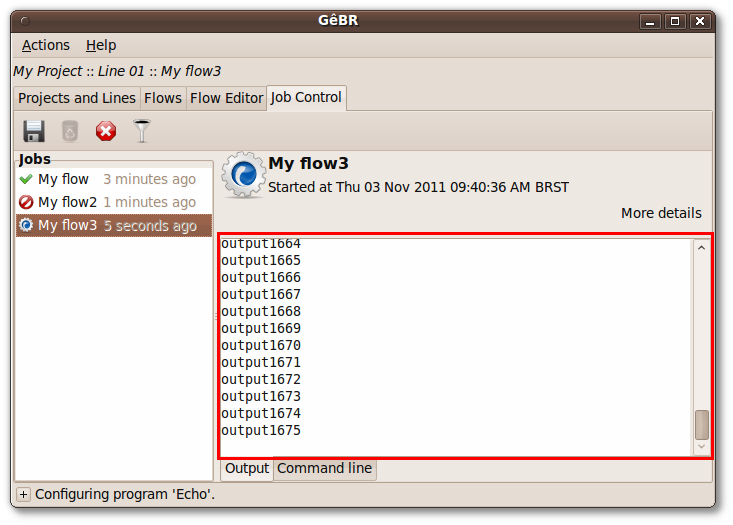 GêBR
Actions Help
My Project :: Line 01 :: My flow3
Projects and Lines Flows Flow Editor Job Control
Jobs
My flow 3 minutes ago
My flow2 1 minutes ago
My flow3 5 seconds ago
My flow3
Started at Thu 03 Nov 2011 09:40:36 AM BRST
More details
output1664
output1665
output1666
output1667
output1668
output1669
output1670
output1671
output1672
output1673
output1674
output1675
Output Command line
Configuring program 'Echo'.